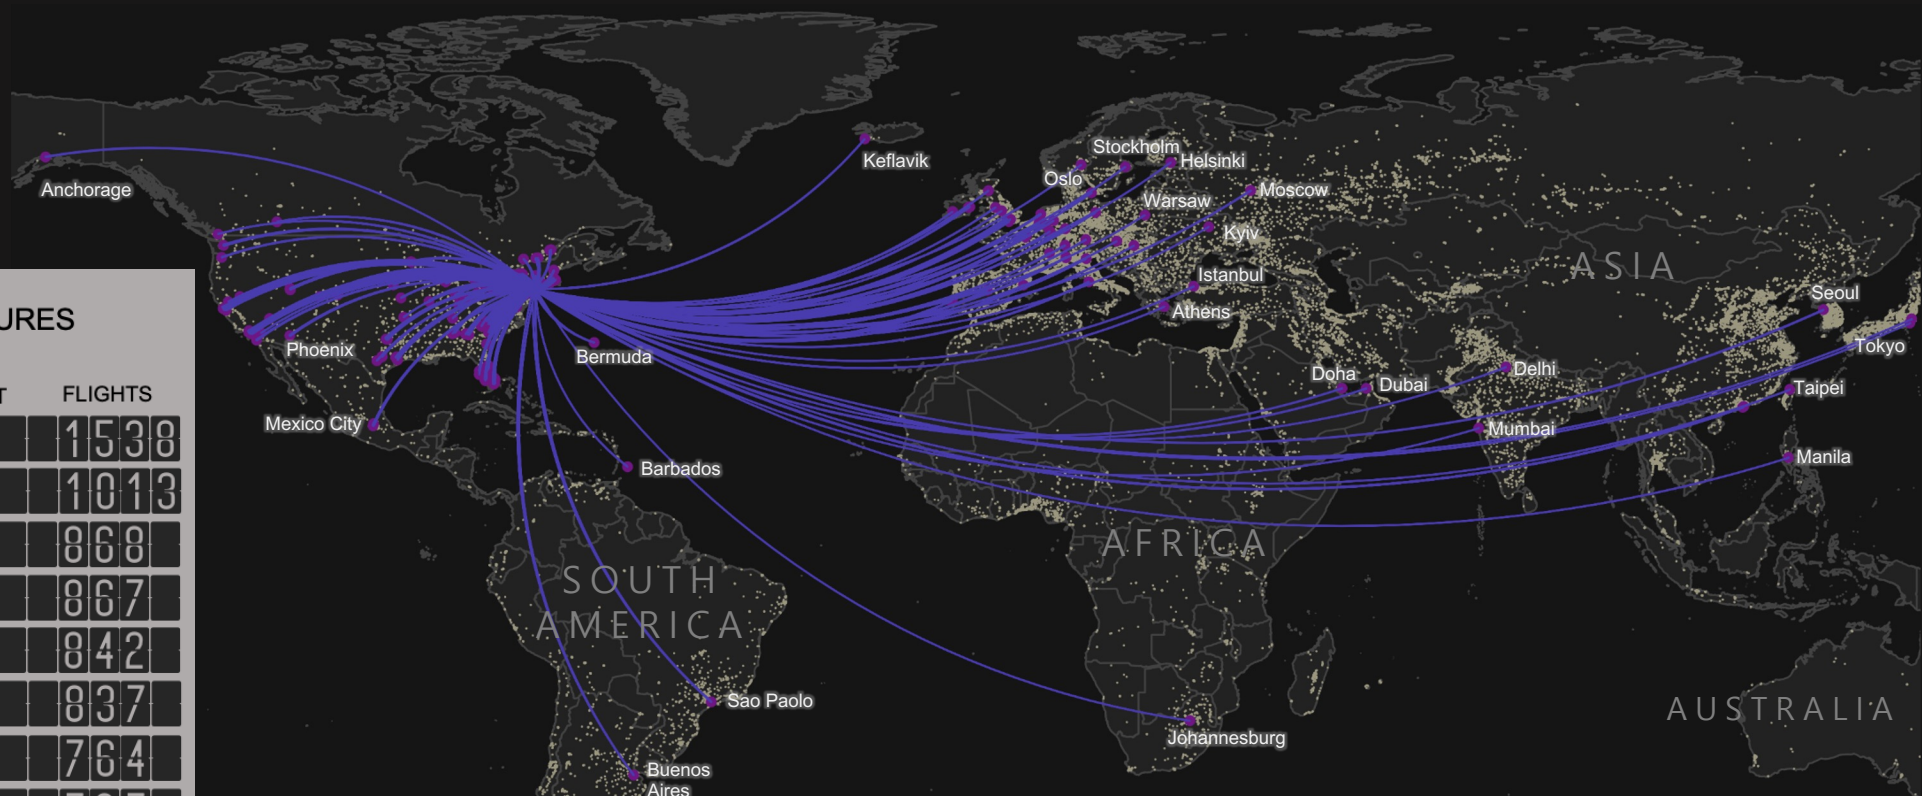 Stockholm
Keflavik
Helsinki
Oslo
Anchorage
Moscow
Warsaw
Kyiv
ASIA
Istanbul
Seoul
URES
Athens
Tokyo
Phoenix
Bermuda
Delhi
Doha
Dubai
Taipei
T FLIGHTS
Mexico City
Mumbai
1538
Manila
Barbados
1013
868
AFRICA
SOUTH
AMERICA
867
842
837
Sao Paolo
AUSTRALIA
Johannesburg
764
Buenos
Aires